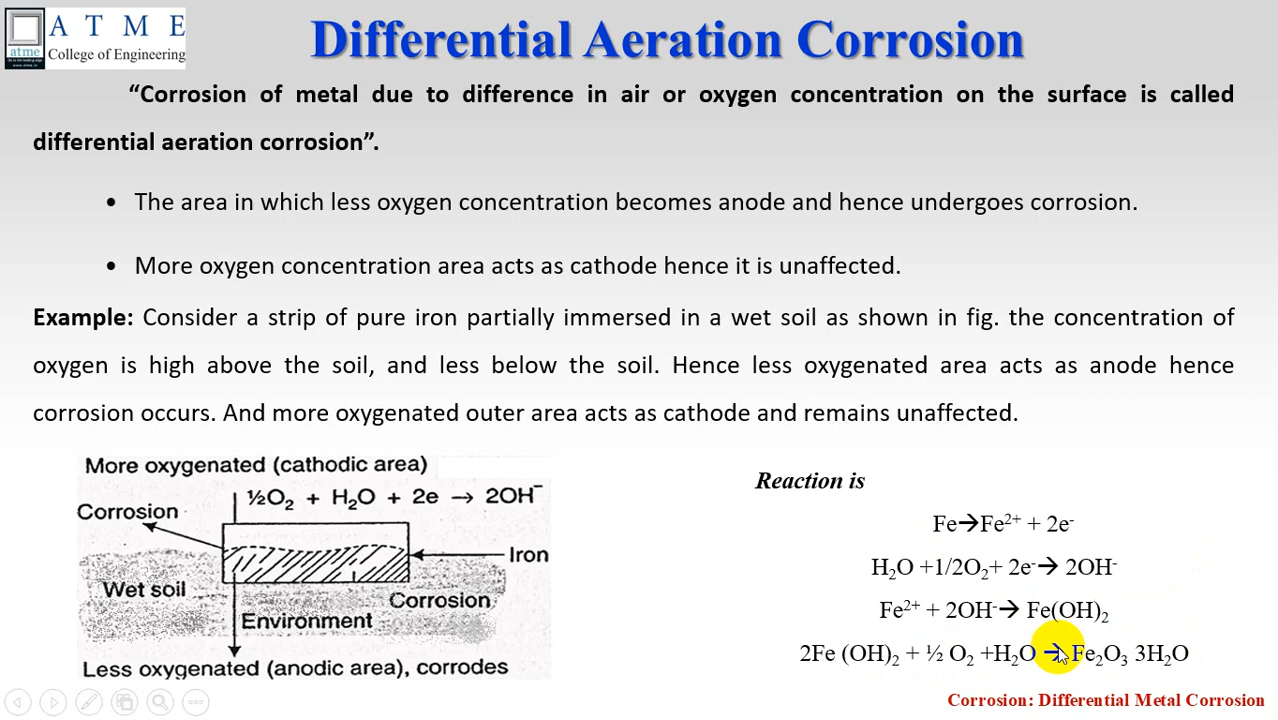 A T M E
College of Engineering
atme
Differential Aeration Corrosion
“Corrosion of metal due to difference in air or oxygen concentration on the surface is called
differential aeration corrosion”.
• The area in which less oxygen concentration becomes anode and hence undergoes corrosion.
• More oxygen concentration area acts as cathode hence it is unaffected.
Example: Consider a strip of pure iron partially immersed in a wet soil as shown in fig. the concentration of
oxygen is high above the soil, and less below the soil. Hence less oxygenated area acts as anode hence
corrosion occurs. And more oxygenated outer area acts as cathode and remains unaffected.
More oxygenated (cathodic area)
½O₂ + H₂O + 2e → 2OH⁻
Corrosion
Iron
Wet soil
Corrosion
Environment
Less oxygenated (anodic area), corrodes
Reaction is
Fe→Fe²⁺ + 2e⁻
H₂O +1/2O₂+ 2e⁻→ 2OH⁻
Fe²⁺ + 2OH⁻→ Fe(OH)₂
2Fe (OH)₂ + ½ O₂ +H₂O → Fe₂O₃ 3H₂O
Corrosion: Differential Metal Corrosion